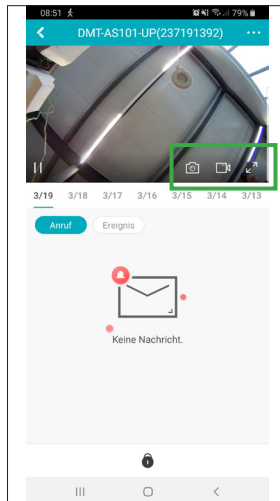 08:51 79%
DMT-AS101-UP(237191392)
3/19 3/18 3/17 3/16 3/15 3/14 3/13
Anruf Ereignis
Keine Nachricht.